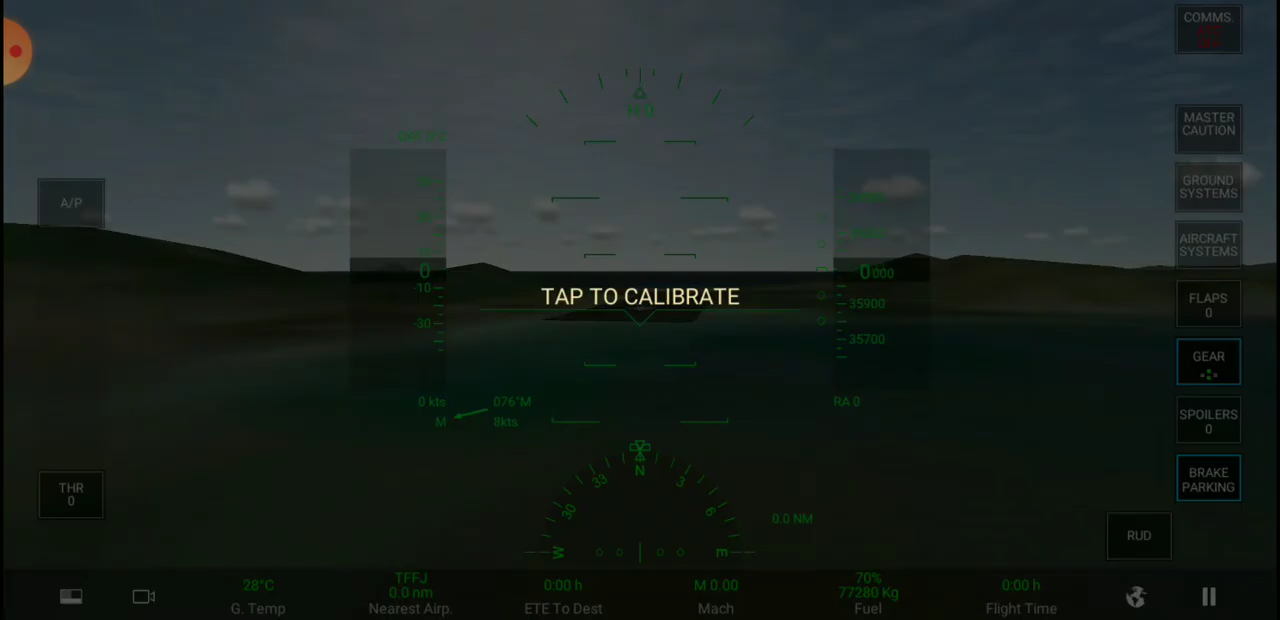 COMMS.
N 0
MASTER
CAUTION
GROUND
SYSTEMS
A/P
AIRCRAFT
SYSTEMS
0
0 000
-10
35900
TAP TO CALIBRATE
FLAPS
0
-30
35700
GEAR
0 kts
076°M
RA 0
M
8kts
SPOILERS
0
N
33
3
30
6
W
m
BRAKE
PARKING
THR
0
0.0 NM
RUD
28°C
G. Temp
TFFJ
0.0 nm
Nearest Airp.
0:00 h
ETE To Dest
M 0.00
Mach
70%
77280 Kg
Fuel
0:00 h
Flight Time